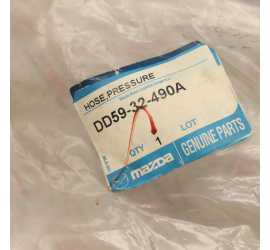 HOSE,PRESSURE
DD59-32-490A
QTY
LOT
1
mazda
GENUINE PARTS